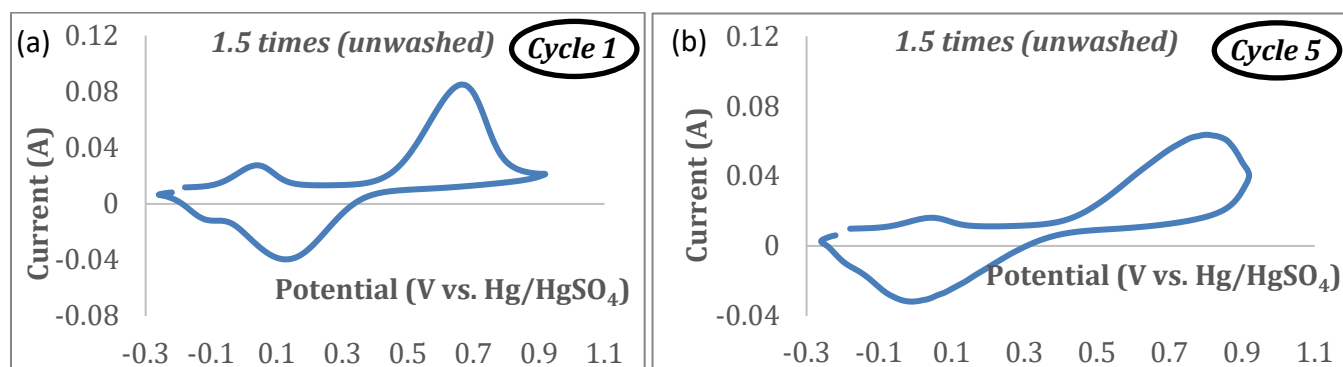 (a)
1.5 times (unwashed)
Cycle 1
0.12
0.08
0.04
0
-0.04
-0.08
Current (A)
Potential (V vs. Hg/HgSO₄)
-0.3 -0.1 0.1 0.3 0.5 0.7 0.9 1.1
(b)
1.5 times (unwashed)
Cycle 5
0.12
0.08
0.04
0
-0.04
Current (A)
Potential (V vs. Hg/HgSO₄)
-0.3 -0.1 0.1 0.3 0.5 0.7 0.9 1.1